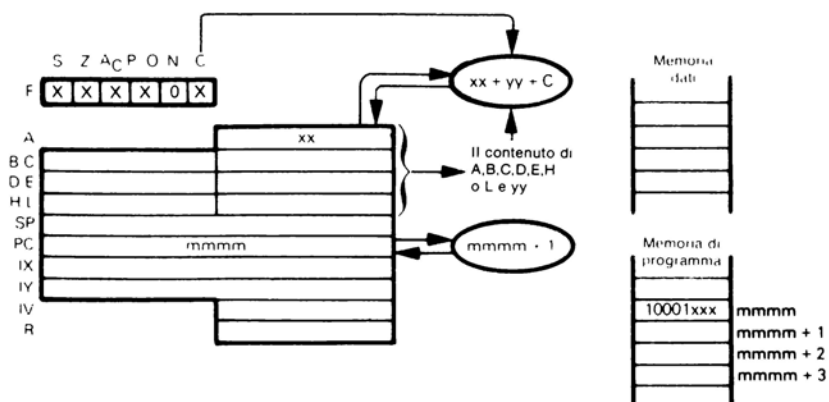 S Z AC P O N C
F X X X X 0 X
xx + yy + C
A xx
B C
D E
H L
SP
PC mmmm
IX
IY
IV
R
Il contenuto di
A,B,C,D,E,H
o L e yy
mmmm + 1
Memoria
dati
Memoria di
programma
10001xxx mmmm
mmmm + 1
mmmm + 2
mmmm + 3